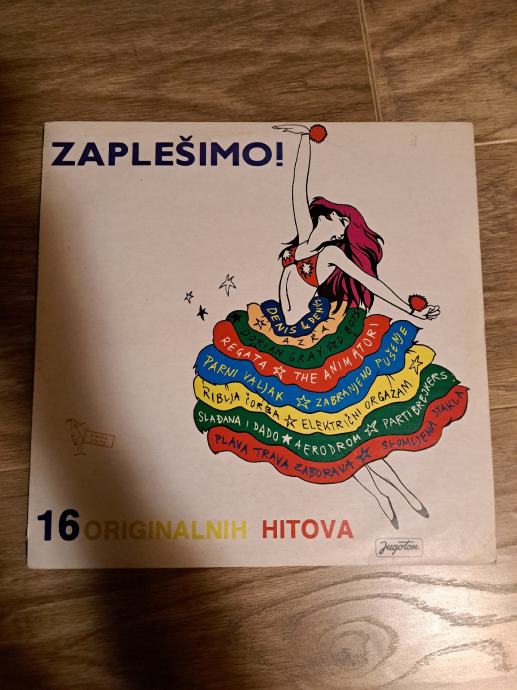 ZAPLEŠIMO!
DENIS & DENIS
☆ AZRA
DORIAN GRAY ☆ D'BOYS
REGATA ☆ THE ANIMATORI
PARNI VALJAK ☆ ZABRANJENO PUŠENJE
RIBLJA ČORBA ☆ ELEKTRIČNI ORGAZAM ☆
SLAĐANA I DADO ★ AERODROM ☆ PARTIBREJKERS
PLAVA TRAVA ZABORAVA ☆ SLOMLJENA STAKLA
16 ORIGINALNIH HITOVA
Jugoton